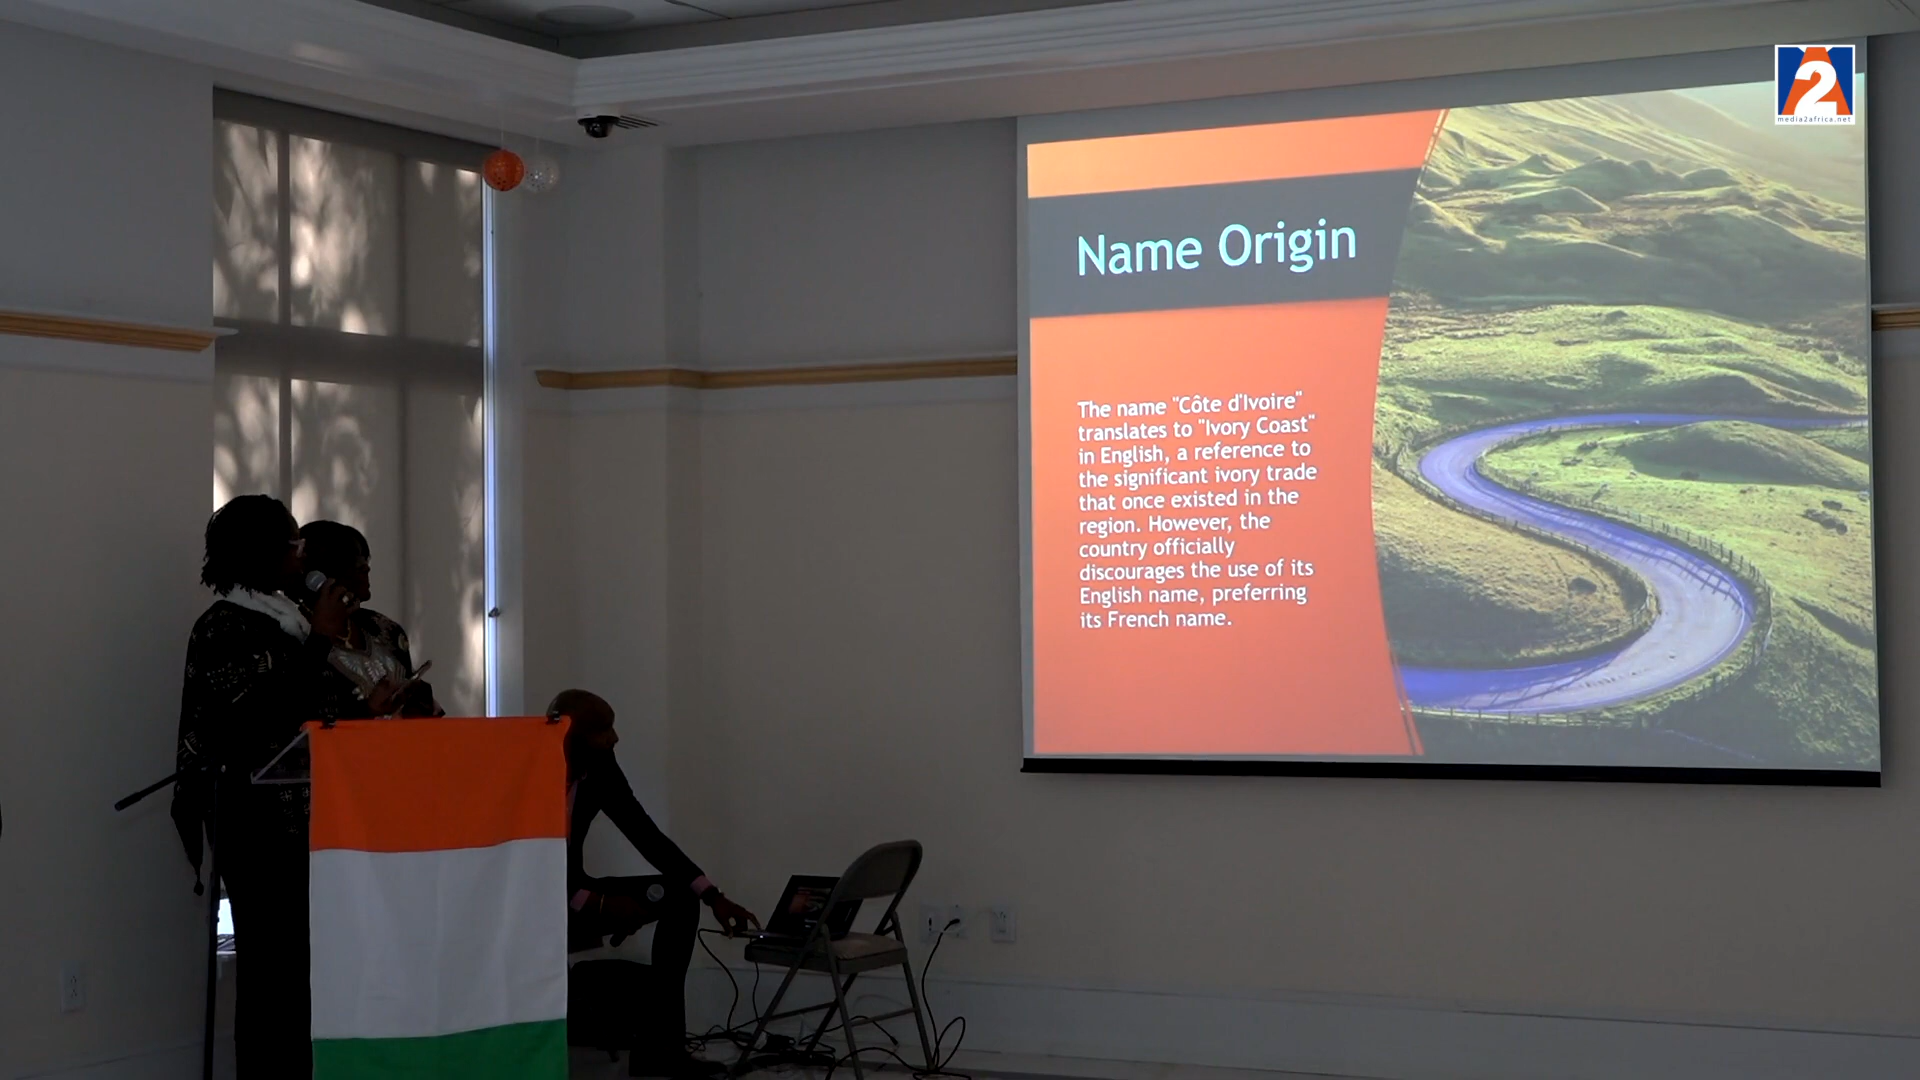 2
media2africa.net
Name Origin
The name "Côte d'Ivoire"
translates to "Ivory Coast"
in English, a reference to
the significant ivory trade
that once existed in the
region. However, the
country officially
discourages the use of its
English name, preferring
its French name.